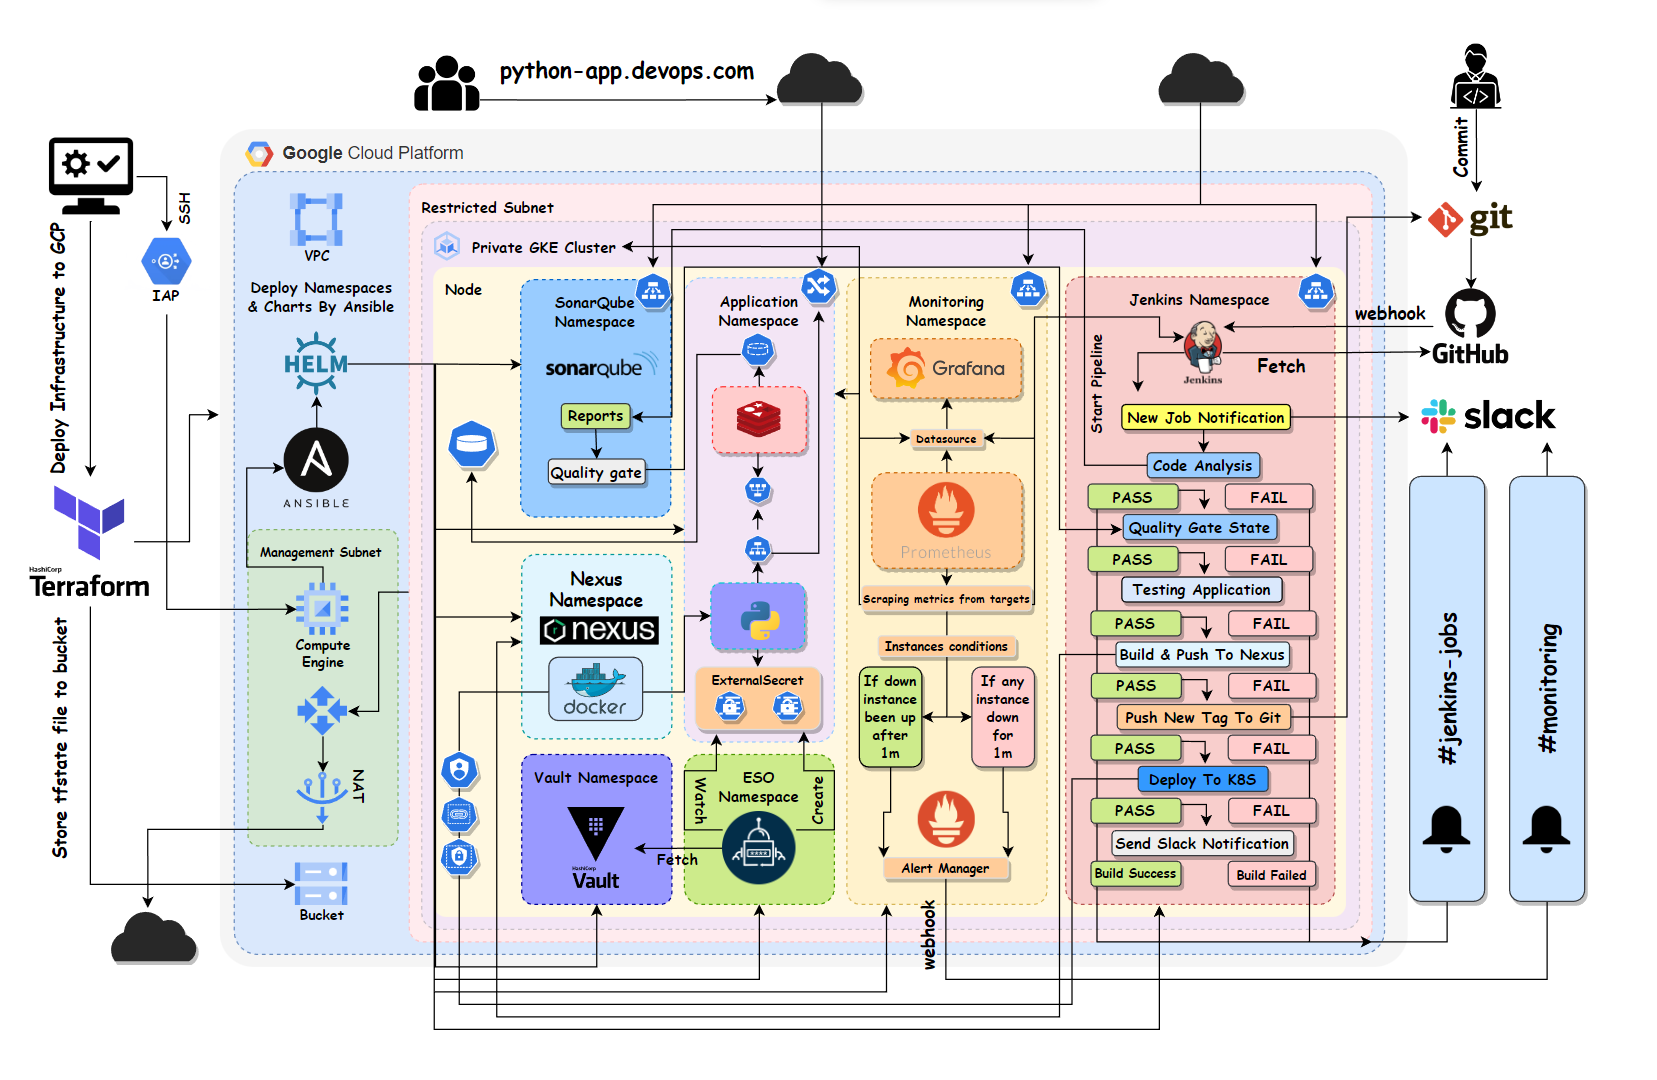 python-app.devops.com
Commit
Google Cloud Platform
SSH
Deploy Infrastructure to GCP
IAP
VPC
Deploy Namespaces
& Charts By Ansible
HELM
ANSIBLE
Restricted Subnet
Private GKE Cluster
Node
SonarQube
Namespace
sonarqube
Reports
Quality gate
Application
Namespace
Monitoring
Namespace
Grafana
Datasource
Prometheus
Scraping metrics from targets
Instances conditions
If down
instance
been up
after
1m
If any
instance
down
for
1m
Alert Manager
webhook
Jenkins Namespace
Jenkins
Start Pipeline
New Job Notification
Code Analysis
PASS
FAIL
Quality Gate State
PASS
FAIL
Testing Application
PASS
FAIL
Build & Push To Nexus
PASS
FAIL
Push New Tag To Git
PASS
FAIL
Deploy To K8S
PASS
FAIL
Send Slack Notification
Build Success
Build Failed
git
webhook
GitHub
Fetch
slack
#jenkins-jobs
#monitoring
HashiCorp
Terraform
Store tfstate file to bucket
Management Subnet
Compute
Engine
NAT
Bucket
Nexus
Namespace
nexus
docker
ExternalSecret
Vault Namespace
HashiCorp
Vault
ESO
Namespace
Watch
Create
Fetch